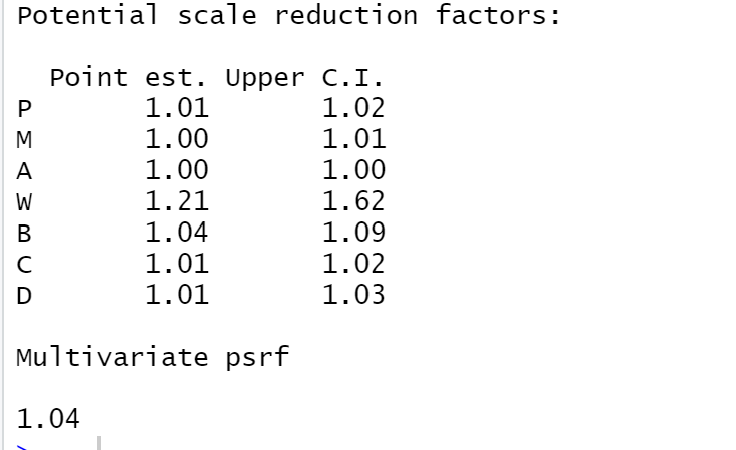 Potential scale reduction factors:
Point est. Upper C.I.
P 1.01 1.02
M 1.00 1.01
A 1.00 1.00
W 1.21 1.62
B 1.04 1.09
C 1.01 1.02
D 1.01 1.03
Multivariate psrf
1.04
>